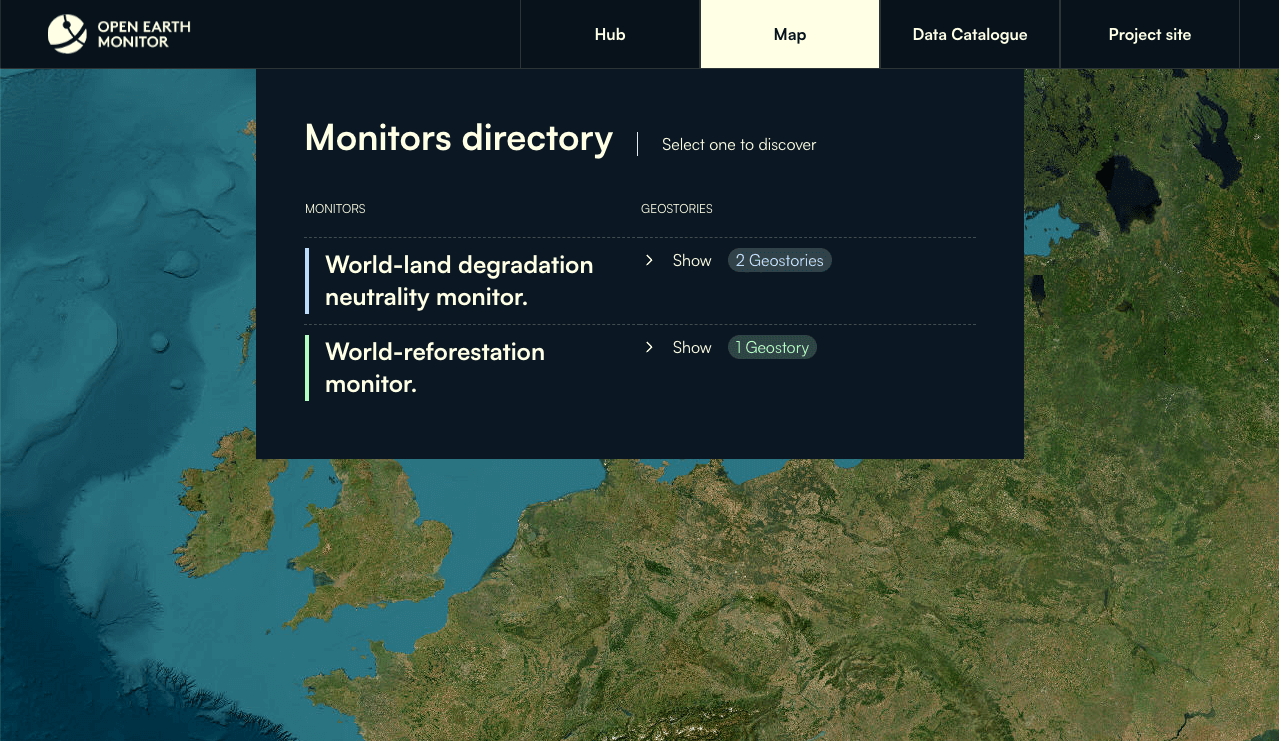 OPEN EARTH
MONITOR
Hub
Map
Data Catalogue
Project site
Monitors directory
Select one to discover
MONITORS
GEOSTORIES
World-land degradation
neutrality monitor.
Show
2 Geostories
World-reforestation
monitor.
Show
1 Geostory